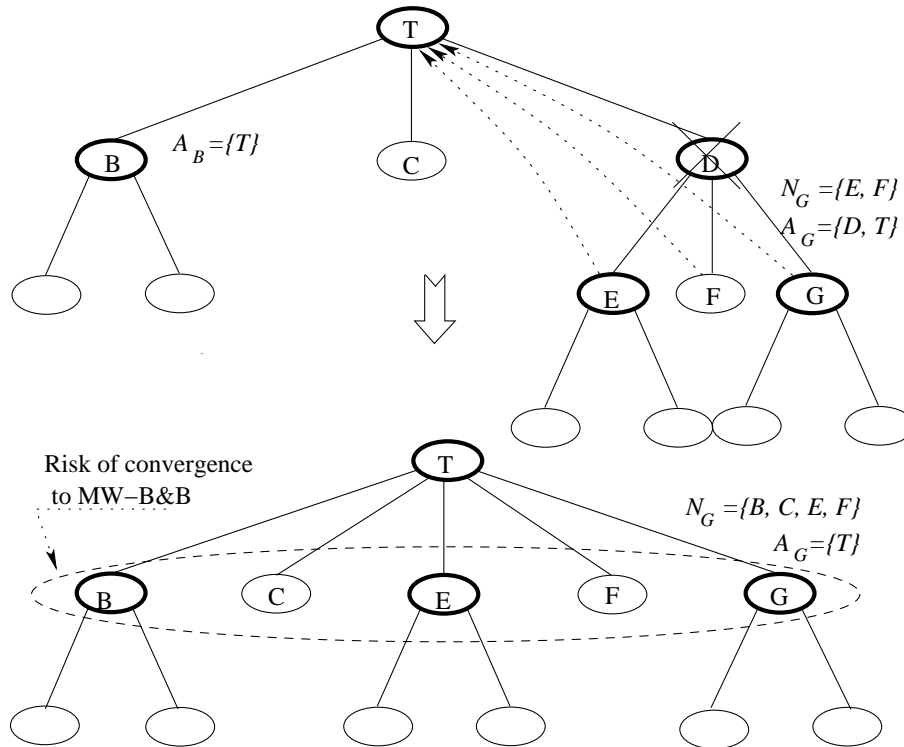 T
A_B={T}
B
C
D
N_G={E, F}
A_G={D, T}
E
F
G
Risk of convergence
to MW–B&B
T
N_G={B, C, E, F}
A_G={T}
B
C
E
F
G